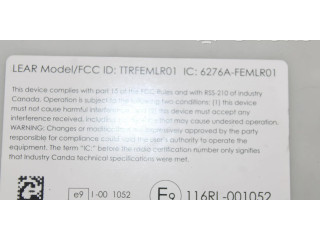 LEAR Model/FCC ID: TTRFEMLR01 IC: 6276A-FEMLR01
This device complies with part 15 of the FCC Rules and with RSS-210 of industry
Canada. Operation is subject to the following two conditions: (1) this device
may not cause harmful interference, and (2) this device must accept any
interference received, including interference that may cause undesired operation.
WARNING: Changes or modifications not expressly approved by the party
responsible for compliance could void the user's authority to operate the
equipment. The term "IC:" before the radio certification number only signifies
that Industry Canda technical specifications were met.
e9 I-00 1052 E9 116RL-001052